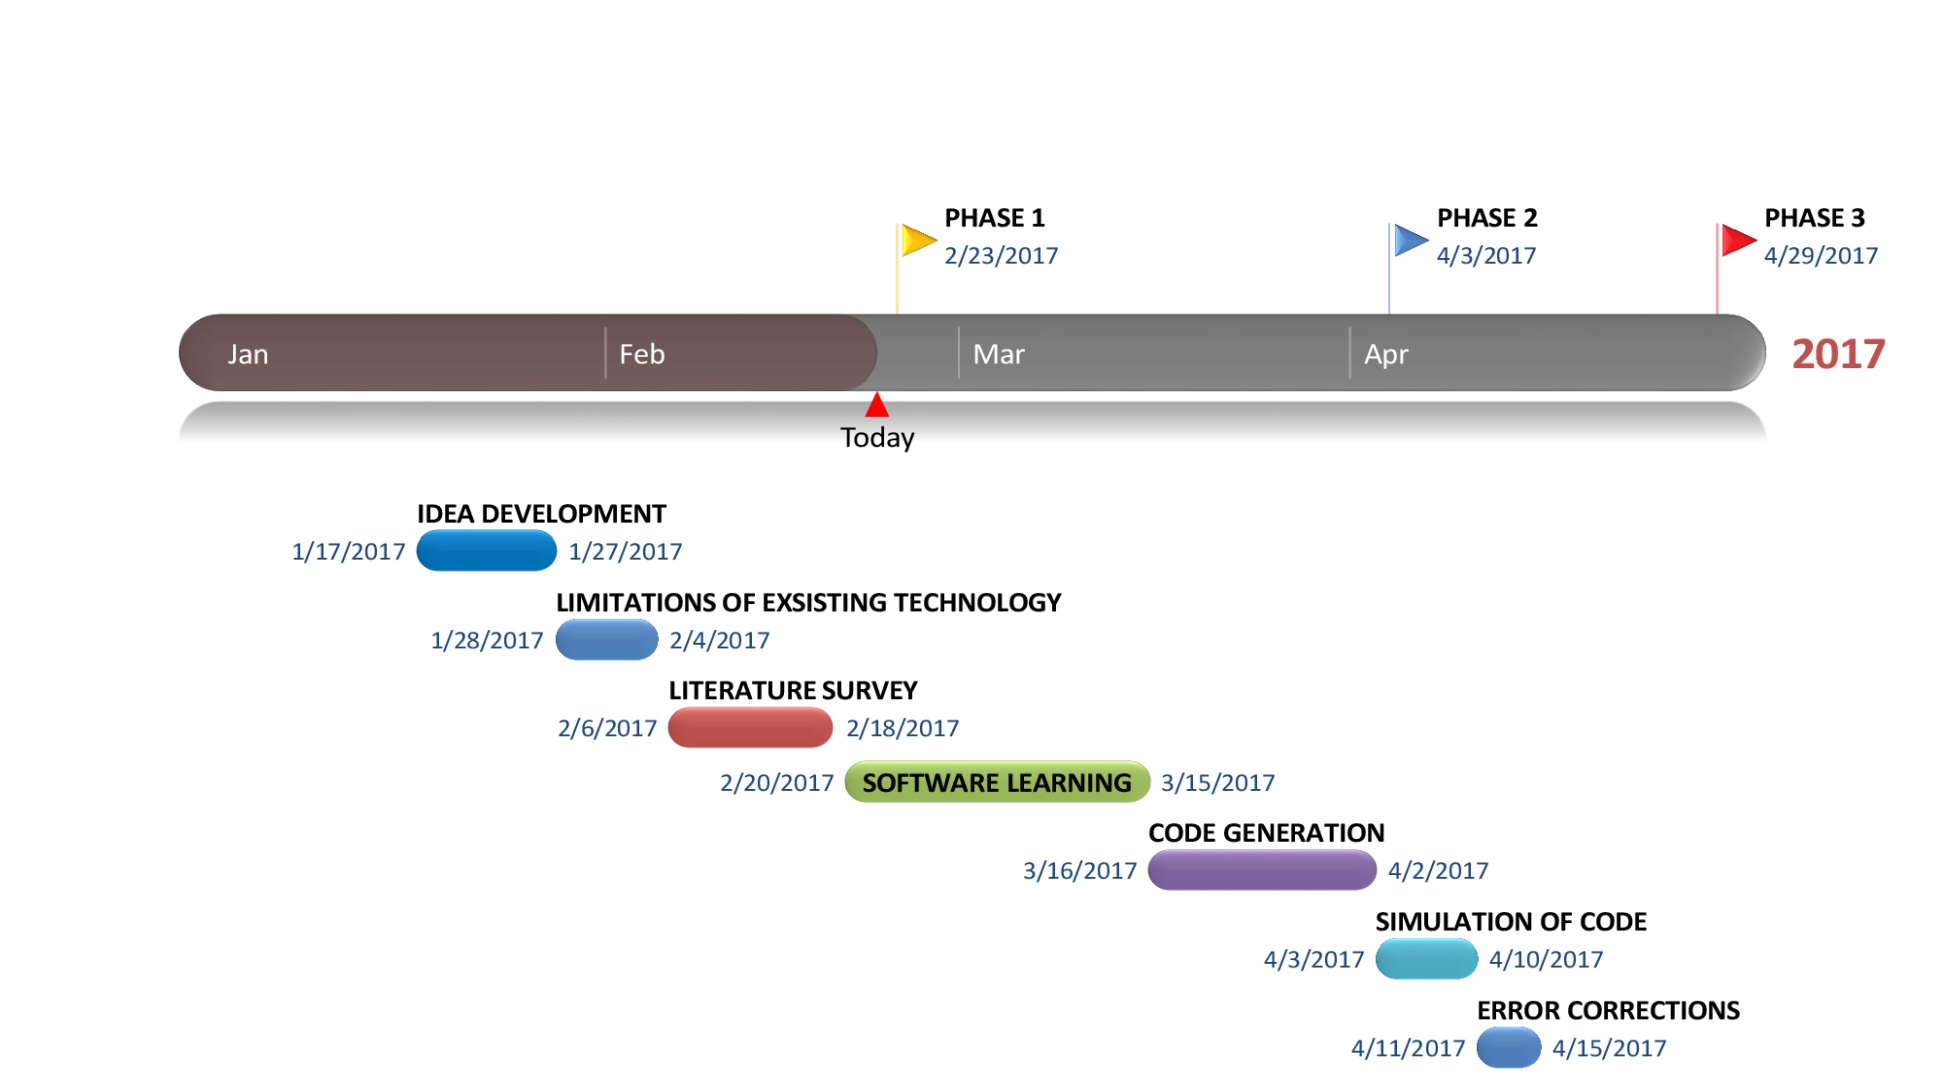 PHASE 1
2/23/2017
PHASE 2
4/3/2017
PHASE 3
4/29/2017
Jan
Feb
Mar
Apr
2017
Today
IDEA DEVELOPMENT
1/17/2017
1/27/2017
LIMITATIONS OF EXSISTING TECHNOLOGY
1/28/2017
2/4/2017
LITERATURE SURVEY
2/6/2017
2/18/2017
2/20/2017
SOFTWARE LEARNING
3/15/2017
CODE GENERATION
3/16/2017
4/2/2017
SIMULATION OF CODE
4/3/2017
4/10/2017
ERROR CORRECTIONS
4/11/2017
4/15/2017